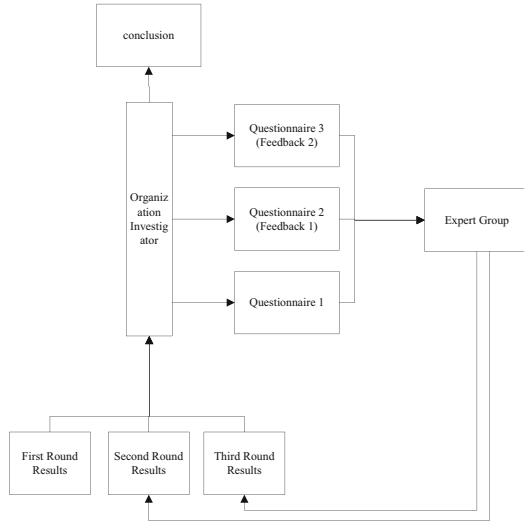 conclusion
Questionnaire 3
(Feedback 2)
Organiz
ation
Investig
ator
Questionnaire 2
(Feedback 1)
Expert Group
Questionnaire 1
First Round
Results
Second Round
Results
Third Round
Results